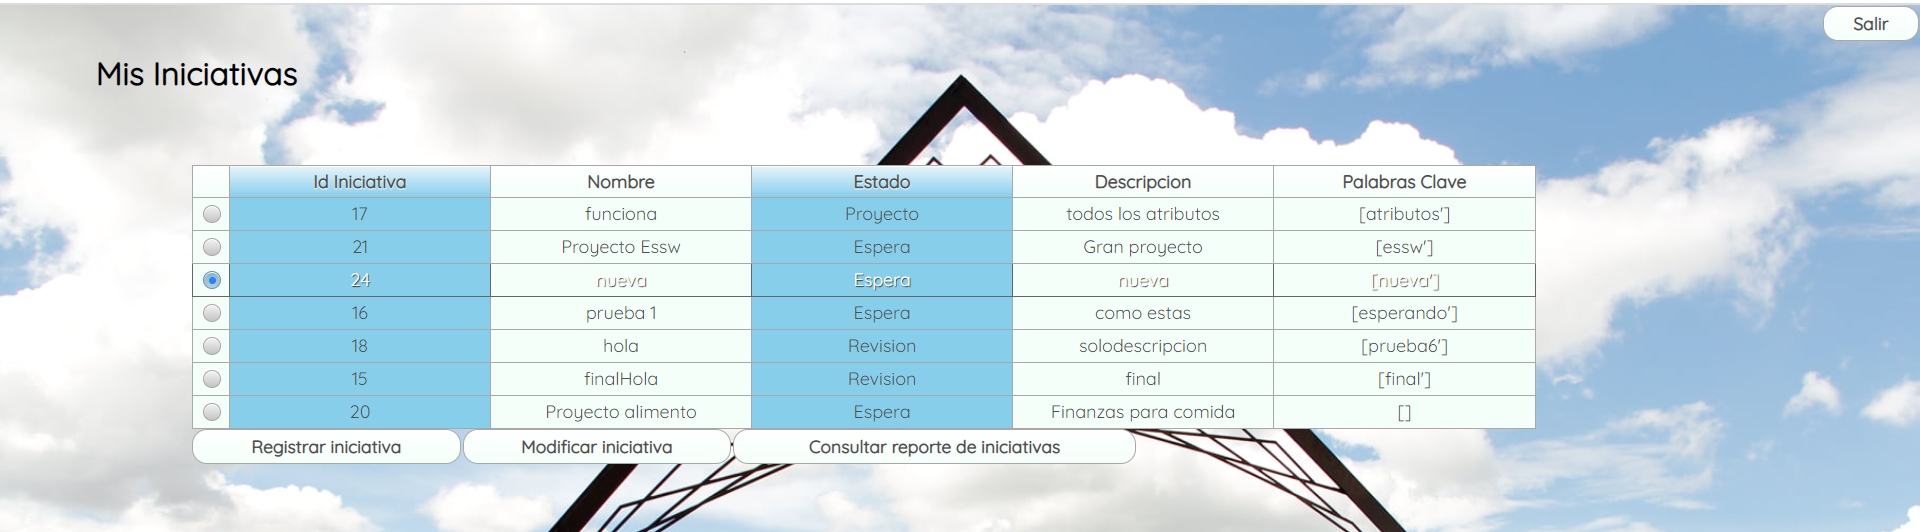 Salir
Mis Iniciativas
Id Iniciativa Nombre Estado Descripcion Palabras Clave
17 funciona Proyecto todos los atributos [atributos']
21 Proyecto Essw Espera Gran proyecto [essw']
24 nueva Espera nueva [nueva']
16 prueba 1 Espera como estas [esperando']
18 hola Revision solodescripcion [prueba6']
15 finalHola Revision final [final']
20 Proyecto alimento Espera Finanzas para comida []
Registrar iniciativa Modificar iniciativa Consultar reporte de iniciativas